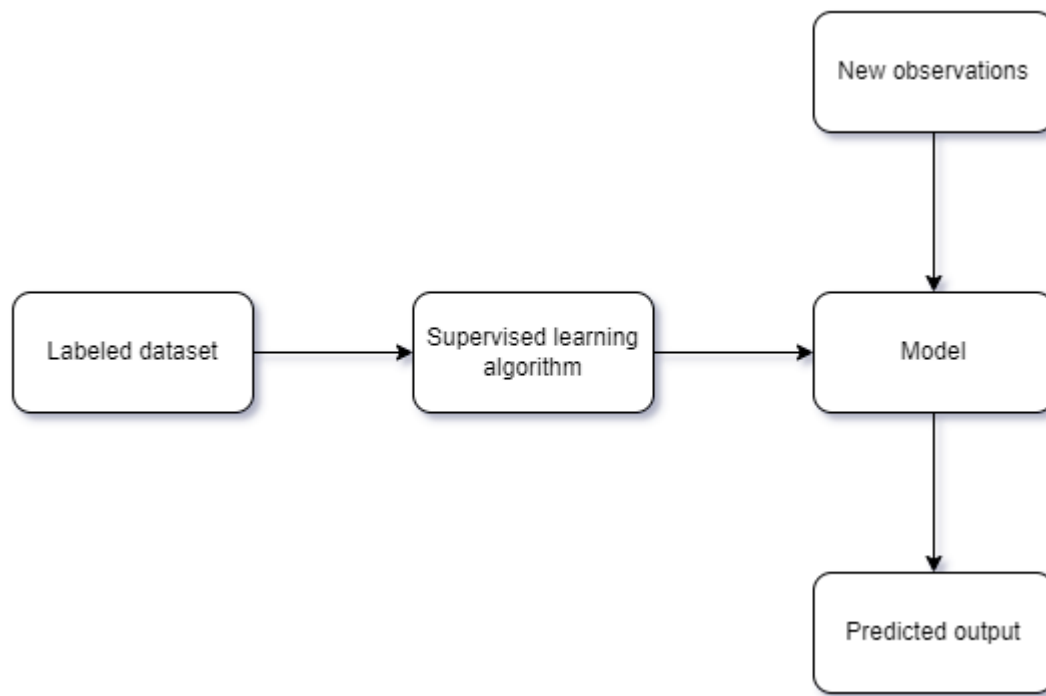 New observations
Labeled dataset
Supervised learning
algorithm
Model
Predicted output